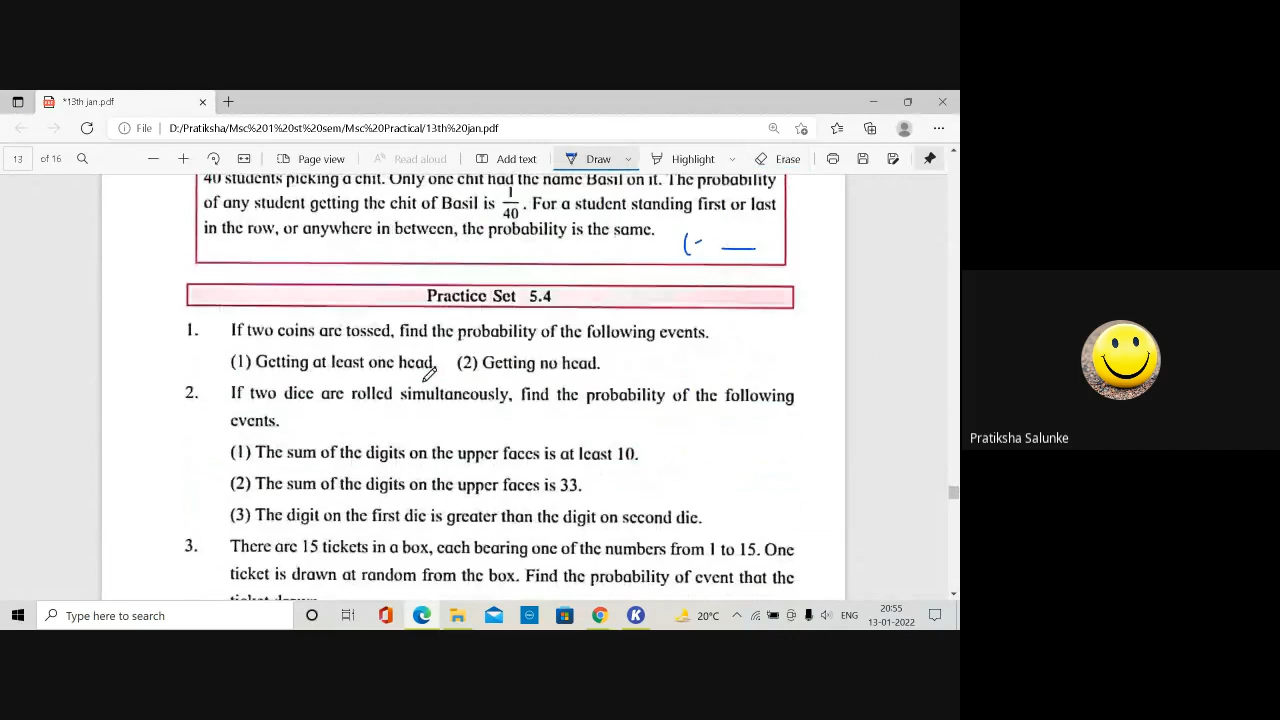 *13th jan.pdf
File
D:/Pratiksha/Msc%201%20st%20sem/Msc%20Practical/13th%20jan.pdf
13 of 16
Page view
Read aloud
Add text
Draw
Highlight
Erase
40 students picking a chit. Only one chit had the name Basil on it. The probability
of any student getting the chit of Basil is 1/40. For a student standing first or last
in the row, or anywhere in between, the probability is the same.
Practice Set 5.4
1. If two coins are tossed, find the probability of the following events.
(1) Getting at least one head. (2) Getting no head.
2. If two dice are rolled simultaneously, find the probability of the following
events.
(1) The sum of the digits on the upper faces is at least 10.
(2) The sum of the digits on the upper faces is 33.
(3) The digit on the first die is greater than the digit on second die.
3. There are 15 tickets in a box, each bearing one of the numbers from 1 to 15. One
ticket is drawn at random from the box. Find the probability of event that the
ticket drawn
Pratiksha Salunke
Type here to search
20°C
ENG
20:55
13-01-2022